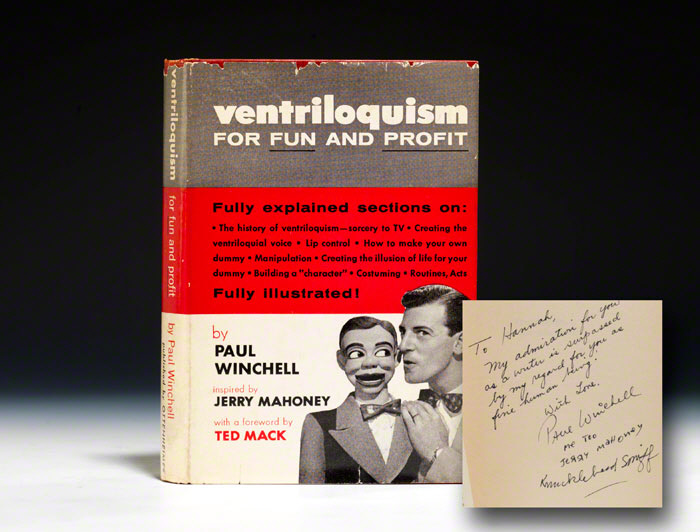 ventriloquism
FOR FUN AND PROFIT
Fully explained sections on:
• The history of ventriloquism—sorcery to TV • Creating the
ventriloquial voice • Lip control • How to make your own
dummy • Manipulation • Creating the illusion of life for your
dummy • Building a "character" • Costuming • Routines, Acts
Fully illustrated!
by
PAUL
WINCHELL
inspired by
JERRY MAHONEY
with a foreword by
TED MACK
ventriloquism for fun and profit by Paul Winchell published by
To Hannah,
My admiration for you
as a writer is surpassed
by my regard for you as
fine human being!
With Love,
Paul Winchell
ME TOO
JERRY MAHONEY
Knucklehead Smiff